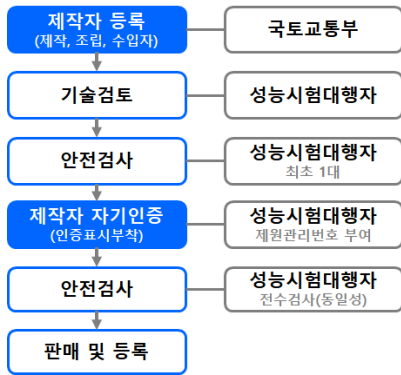 제작자 등록
(제작, 조립, 수입자)
국토교통부
기술검토
성능시험대행자
안전검사
성능시험대행자
최초 1대
제작자 자기인증
(인증표시부착)
성능시험대행자
제원관리번호 부여
안전검사
성능시험대행자
전수검사(동일성)
판매 및 등록